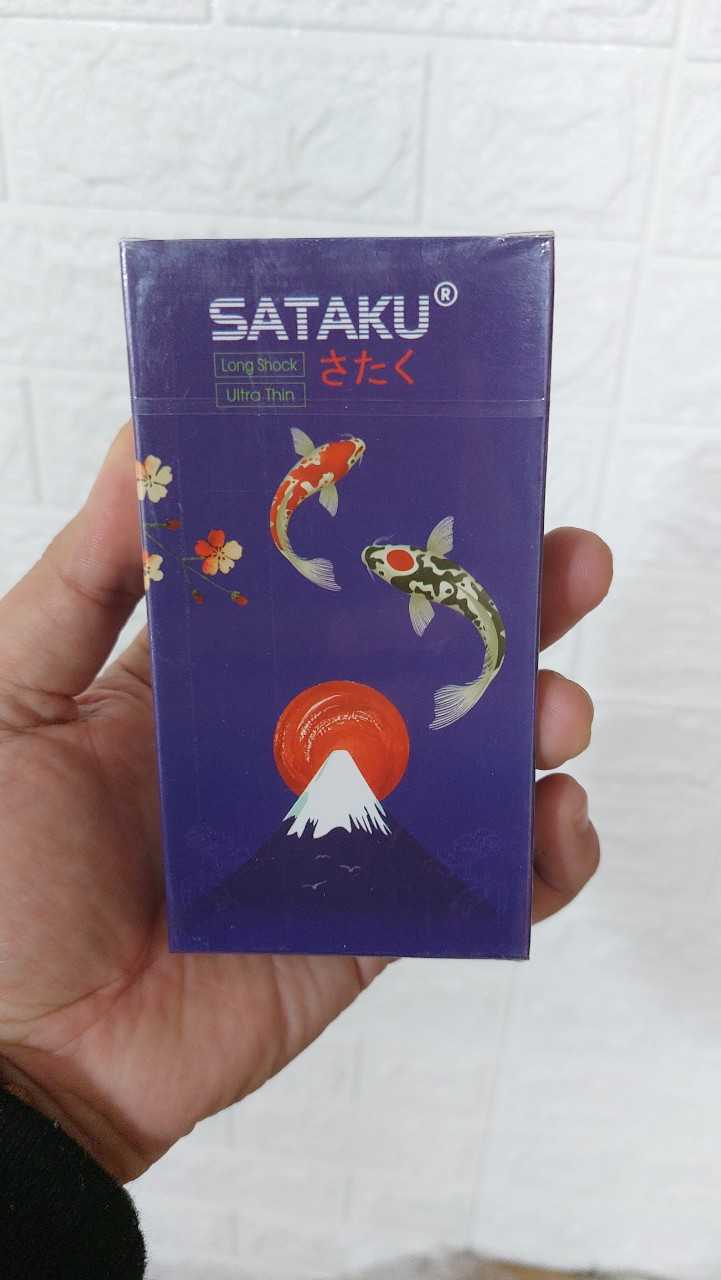 SATAKU®
Long Shock
さたく
Ultra Thin